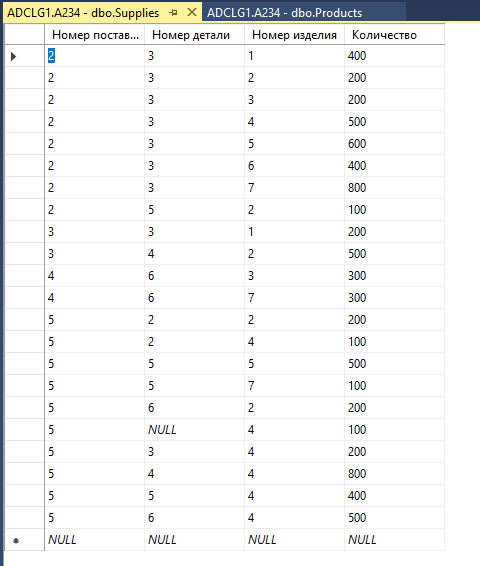 ADCLG1.A234 - dbo.Supplies ADCLG1.A234 - dbo.Products
Номер постав... Номер детали Номер изделия Количество
2 3 1 400
2 3 2 200
2 3 3 200
2 3 4 500
2 3 5 600
2 3 6 400
2 3 7 800
2 5 2 100
3 3 1 200
3 4 2 500
4 6 3 300
4 6 7 300
5 2 2 200
5 2 4 100
5 5 5 500
5 5 7 100
5 6 2 200
5 NULL 4 100
5 3 4 200
5 4 4 800
5 5 4 400
5 6 4 500
NULL NULL NULL NULL